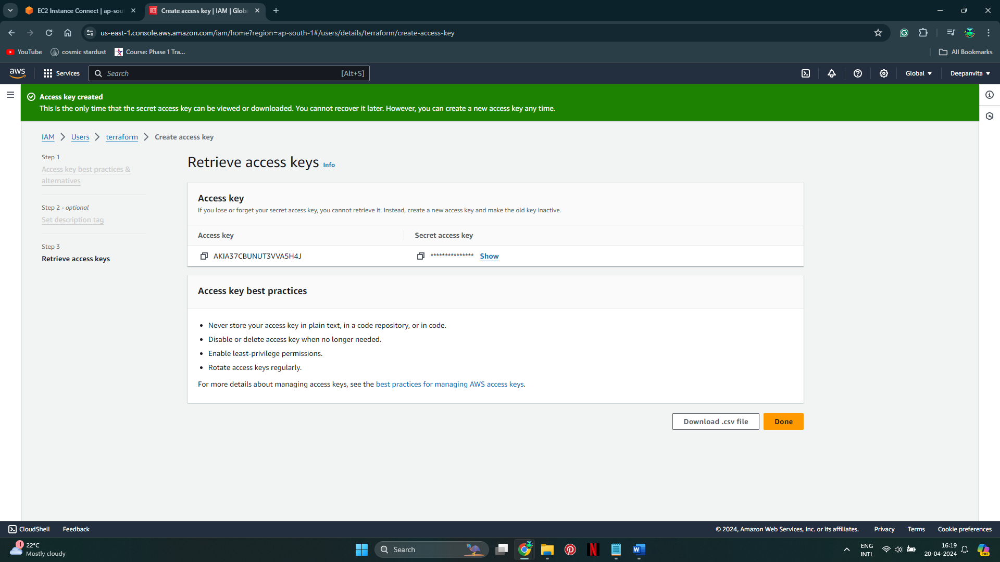 EC2 Instance Connect | ap-sou
Create access key | IAM | Glob
us-east-1.console.aws.amazon.com/iam/home?region=ap-south-1#/users/details/terraform/create-access-key
YouTube
cosmic stardust
Course: Phase 1 Tra...
All Bookmarks
aws
Services
Search
[Alt+S]
Global
Deepanvita
Access key created
This is the only time that the secret access key can be viewed or downloaded. You cannot recover it later. However, you can create a new access key any time.
IAM
Users
terraform
Create access key
Step 1
Access key best practices &
alternatives
Step 2 - optional
Set description tag
Step 3
Retrieve access keys
Retrieve access keys Info
Access key
If you lose or forget your secret access key, you cannot retrieve it. Instead, create a new access key and make the old key inactive.
Access key
Secret access key
AKIA37CBUNUT3VVA5H4J
*************** Show
Access key best practices
Never store your access key in plain text, in a code repository, or in code.
Disable or delete access key when no longer needed.
Enable least-privilege permissions.
Rotate access keys regularly.
For more details about managing access keys, see the best practices for managing AWS access keys.
Download .csv file
Done
CloudShell
Feedback
© 2024, Amazon Web Services, Inc. or its affiliates.
Privacy
Terms
Cookie preferences
1
22°C
Mostly cloudy
Search
ENG
INTL
16:19
20-04-2024
PRE